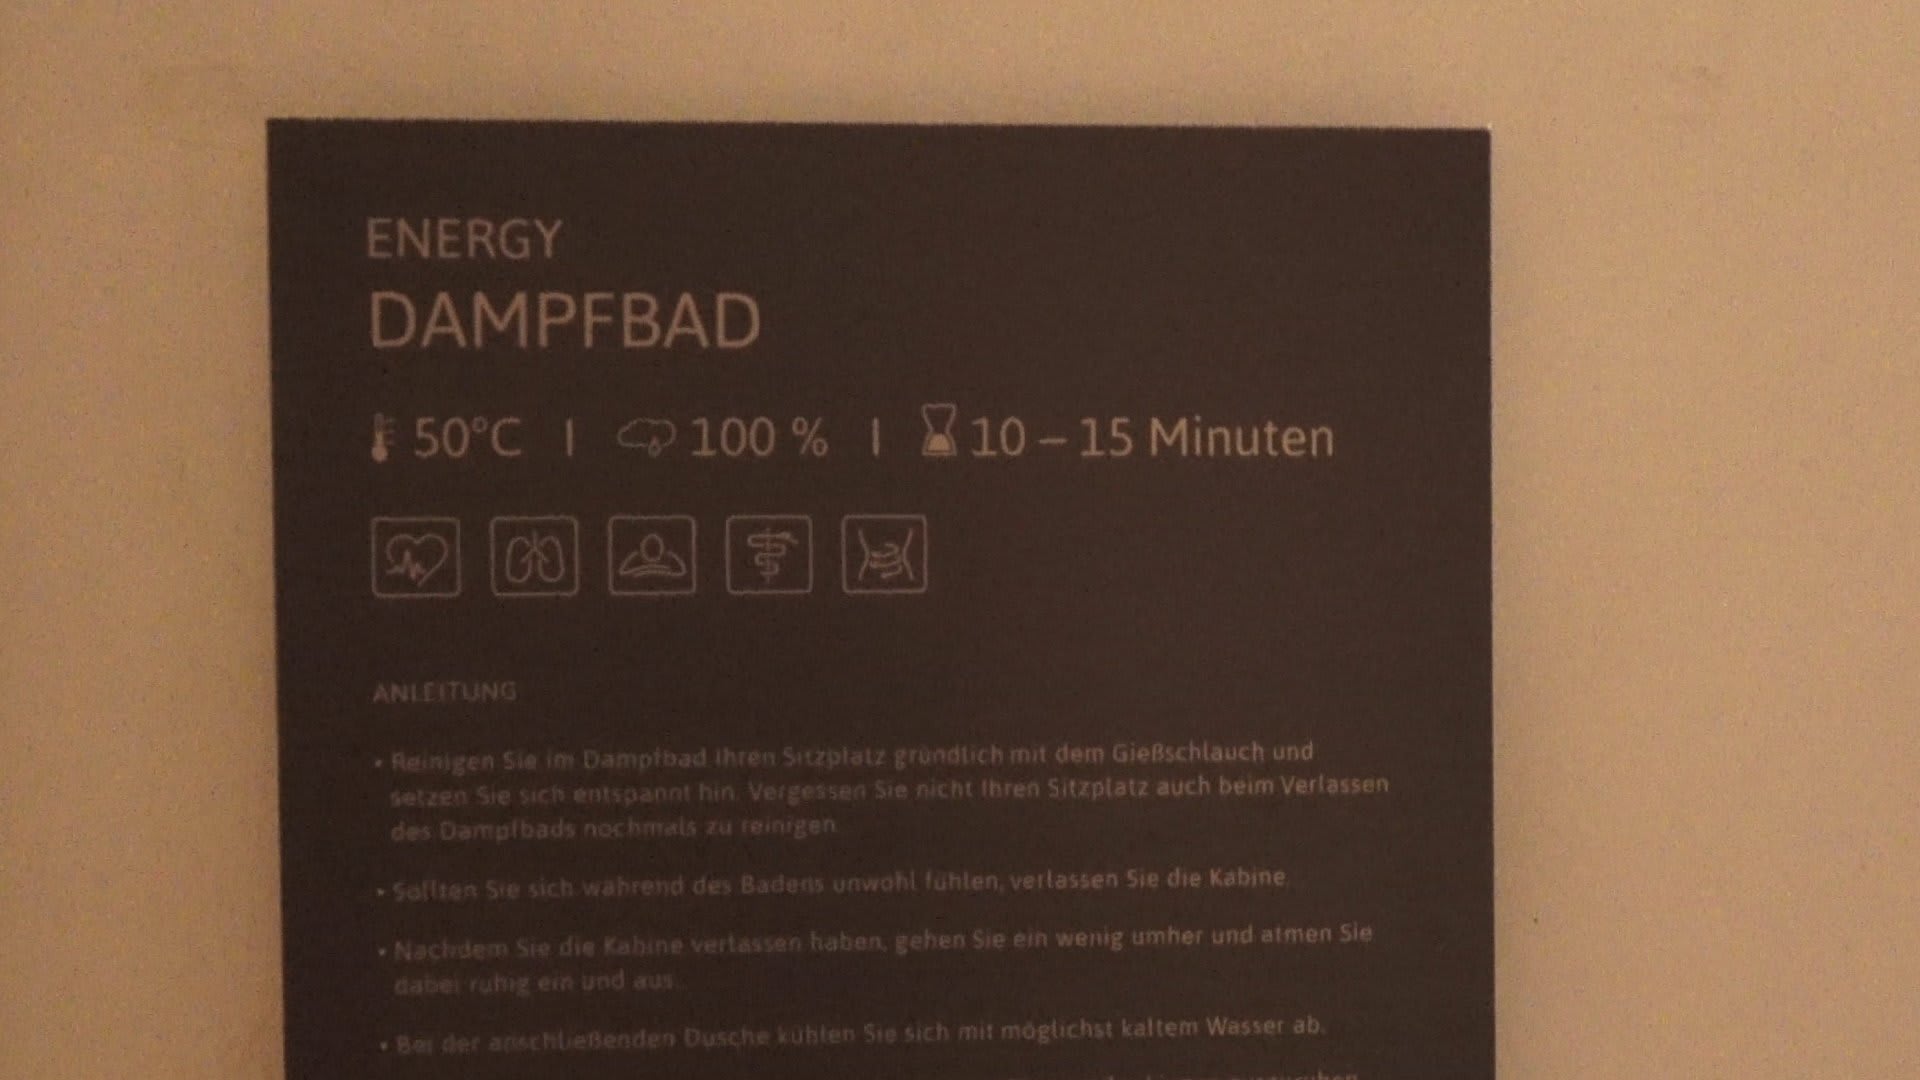 ENERGY
DAMPFBAD
50°C | 100 % | 10 – 15 Minuten
ANLEITUNG
• Reinigen Sie im Dampfbad Ihren Sitzplatz gründlich mit dem Gießschlauch und
setzen Sie sich entspannt hin. Vergessen Sie nicht Ihren Sitzplatz auch beim Verlassen
des Dampfbads nochmals zu reinigen.
• Sollten Sie sich während des Badens unwohl fühlen, verlassen Sie die Kabine.
• Nachdem Sie die Kabine verlassen haben, gehen Sie ein wenig umher und atmen Sie
dabei ruhig ein und aus.
• Bei der anschließenden Dusche kühlen Sie sich mit möglichst kaltem Wasser ab.